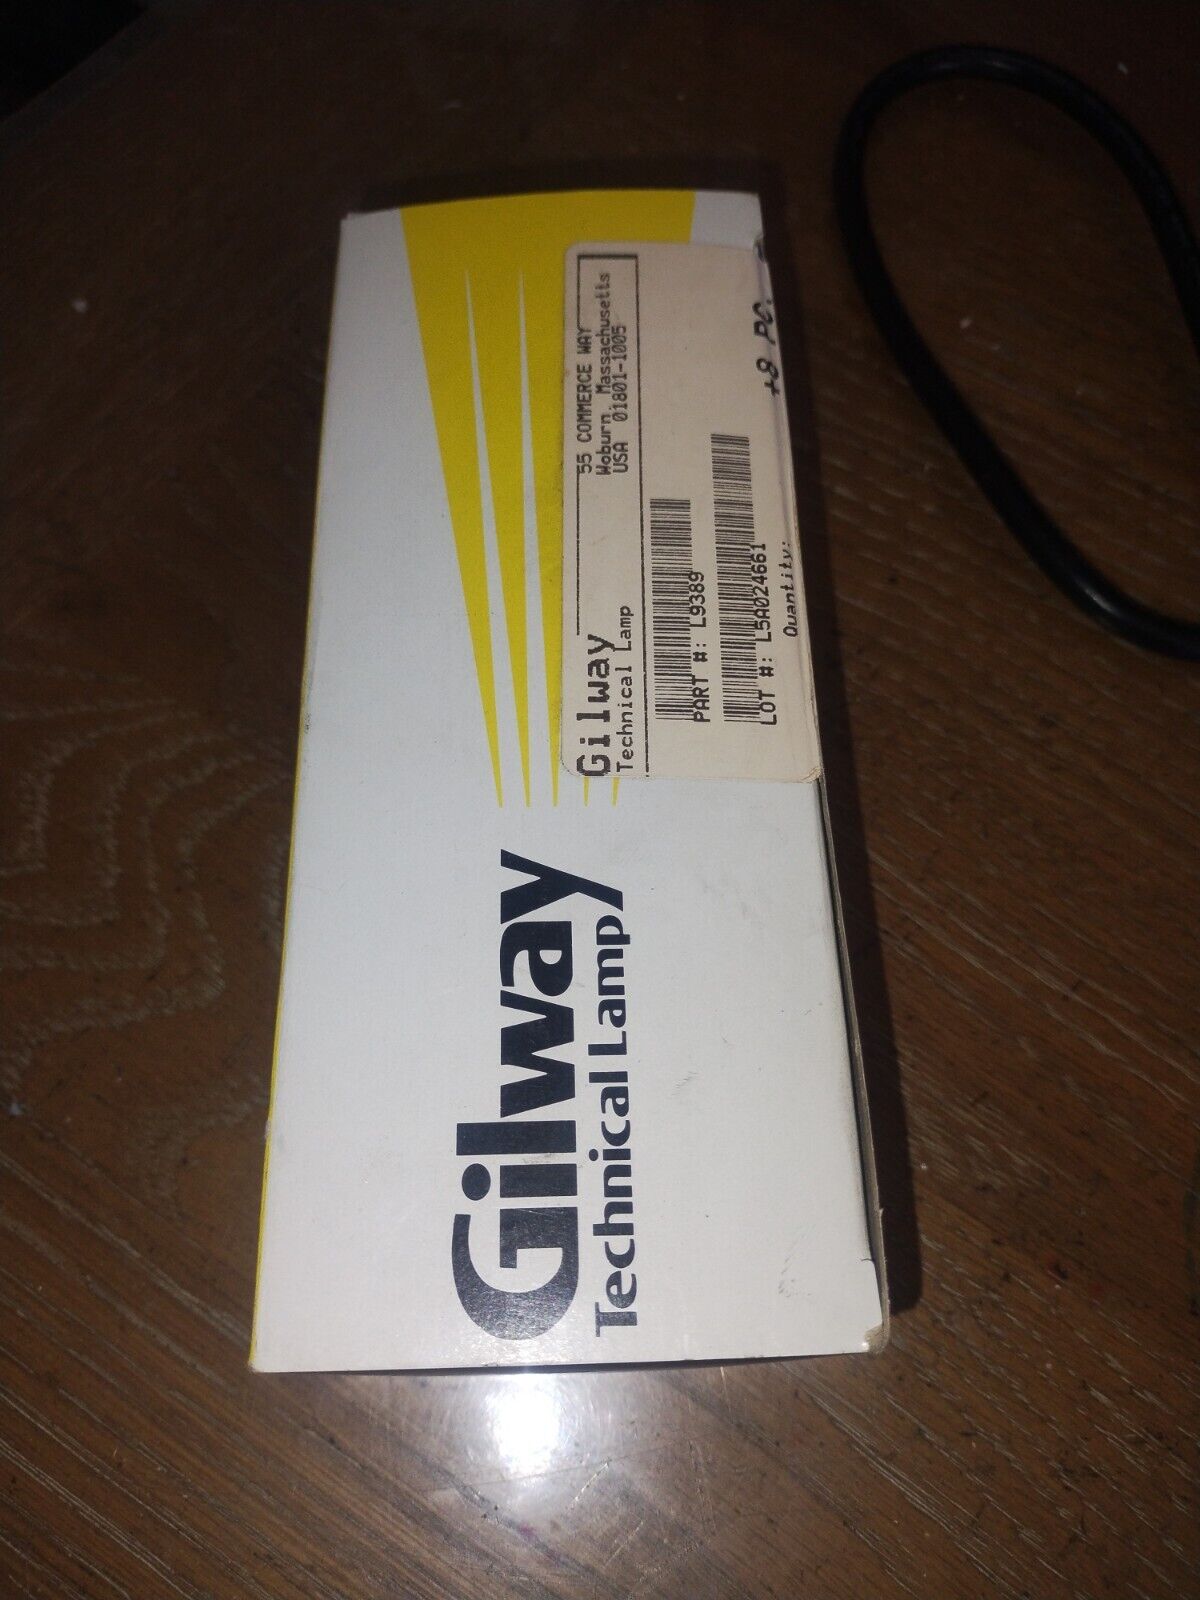 Gilway
Technical Lamp
55 COMMERCE WAY
Woburn, Massachusetts
USA 01801-1005
PART #: L9389
LOT #: L5A024661
Quantity:
+8 PC.
Gilway
Technical Lamp